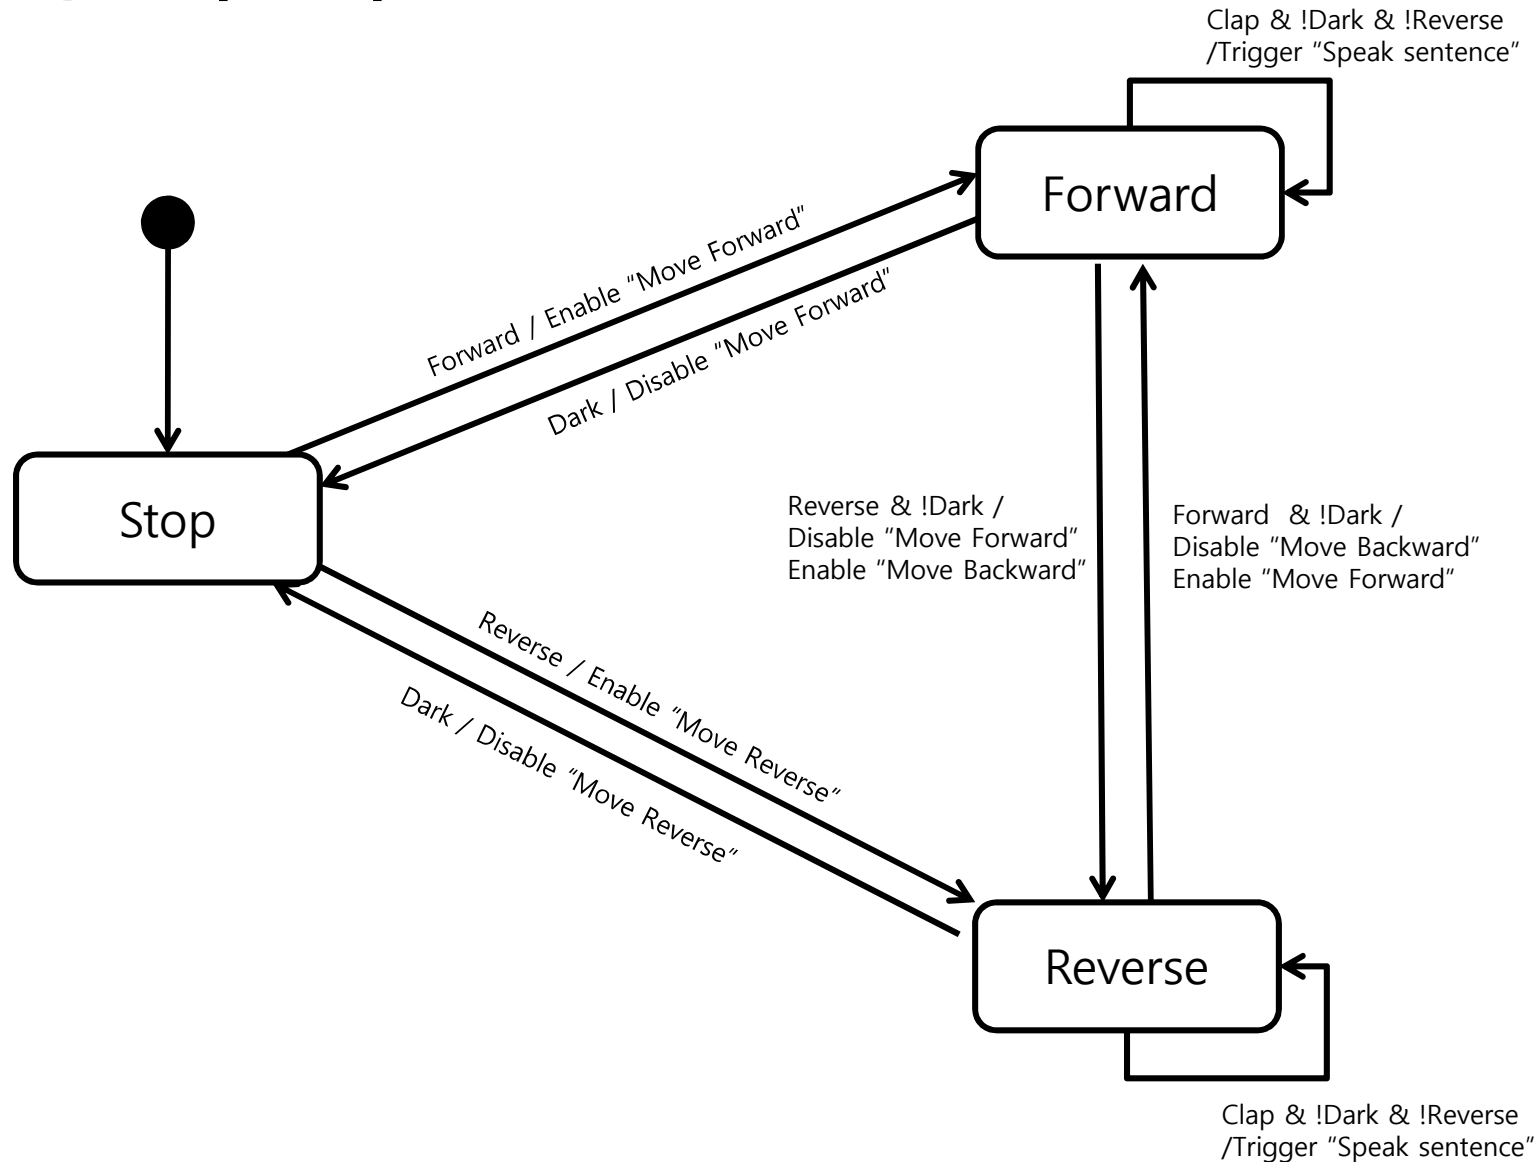 Clap & !Dark & !Reverse
/Trigger "Speak sentence"
Forward
Forward / Enable "Move Forward"
Dark / Disable "Move Forward"
Stop
Reverse & !Dark /
Disable "Move Forward"
Enable "Move Backward"
Forward & !Dark /
Disable "Move Backward"
Enable "Move Forward"
Reverse / Enable "Move Reverse"
Dark / Disable "Move Reverse"
Reverse
Clap & !Dark & !Reverse
/Trigger "Speak sentence"